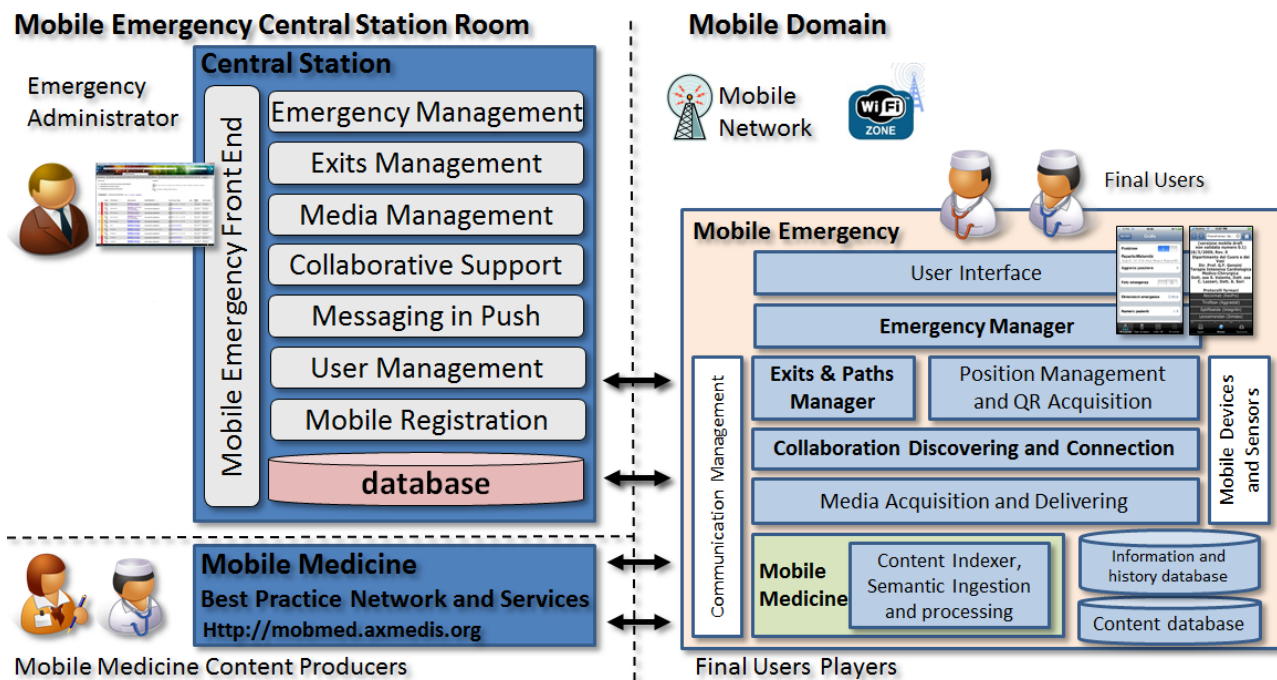 Mobile Emergency Central Station Room
Emergency
Administrator
Central Station
Mobile Emergency Front End
Emergency Management
Exits Management
Media Management
Collaborative Support
Messaging in Push
User Management
Mobile Registration
database
Mobile Medicine
Best Practice Network and Services
Http://mobmed.axmedis.org
Mobile Medicine Content Producers
Mobile Domain
Mobile
Network
Wi Fi
ZONE
Final Users
Mobile Emergency
User Interface
Emergency Manager
Communication Management
Exits & Paths
Manager
Position Management
and QR Acquisition
Mobile Devices
and Sensors
Collaboration Discovering and Connection
Media Acquisition and Delivering
Mobile
Medicine
Content Indexer,
Semantic Ingestion
and processing
Information and
history database
Content database
Final Users Players